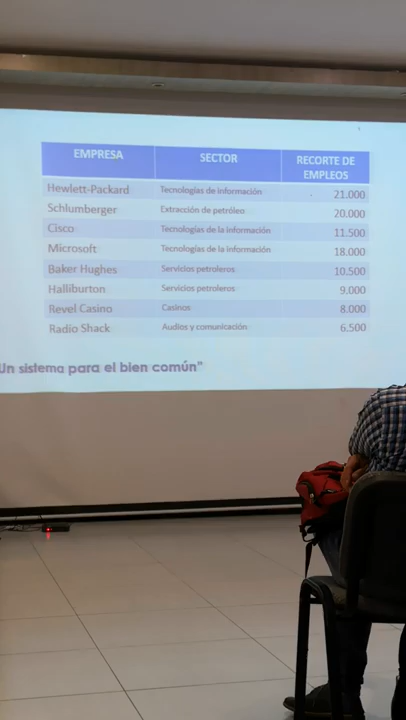 EMPRESA SECTOR RECORTE DE EMPLEOS
Hewlett-Packard Tecnologías de información 21.000
Schlumberger Extracción de petróleo 20.000
Cisco Tecnologías de la información 11.500
Microsoft Tecnologías de la información 18.000
Baker Hughes Servicios petroleros 10.500
Halliburton Servicios petroleros 9.000
Revel Casino Casinos 8.000
Radio Shack Audios y comunicación 6.500
Un sistema para el bien común"